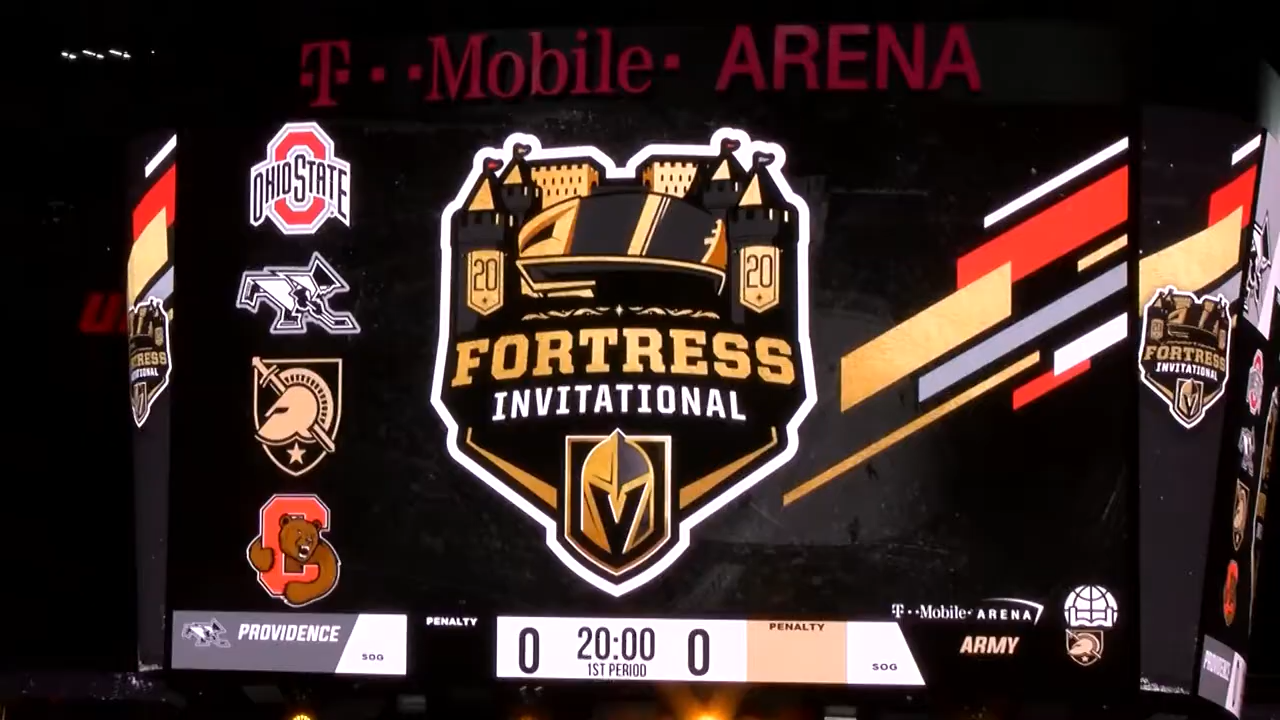 T··Mobile· ARENA
OHIO STATE
20
20
FORTRESS
INVITATIONAL
FORTRESS
INVITATIONAL
PROVIDENCE
SOG
PENALTY
0
20:00
1ST PERIOD
0
PENALTY
SOG
T··Mobile· ARENA
ARMY